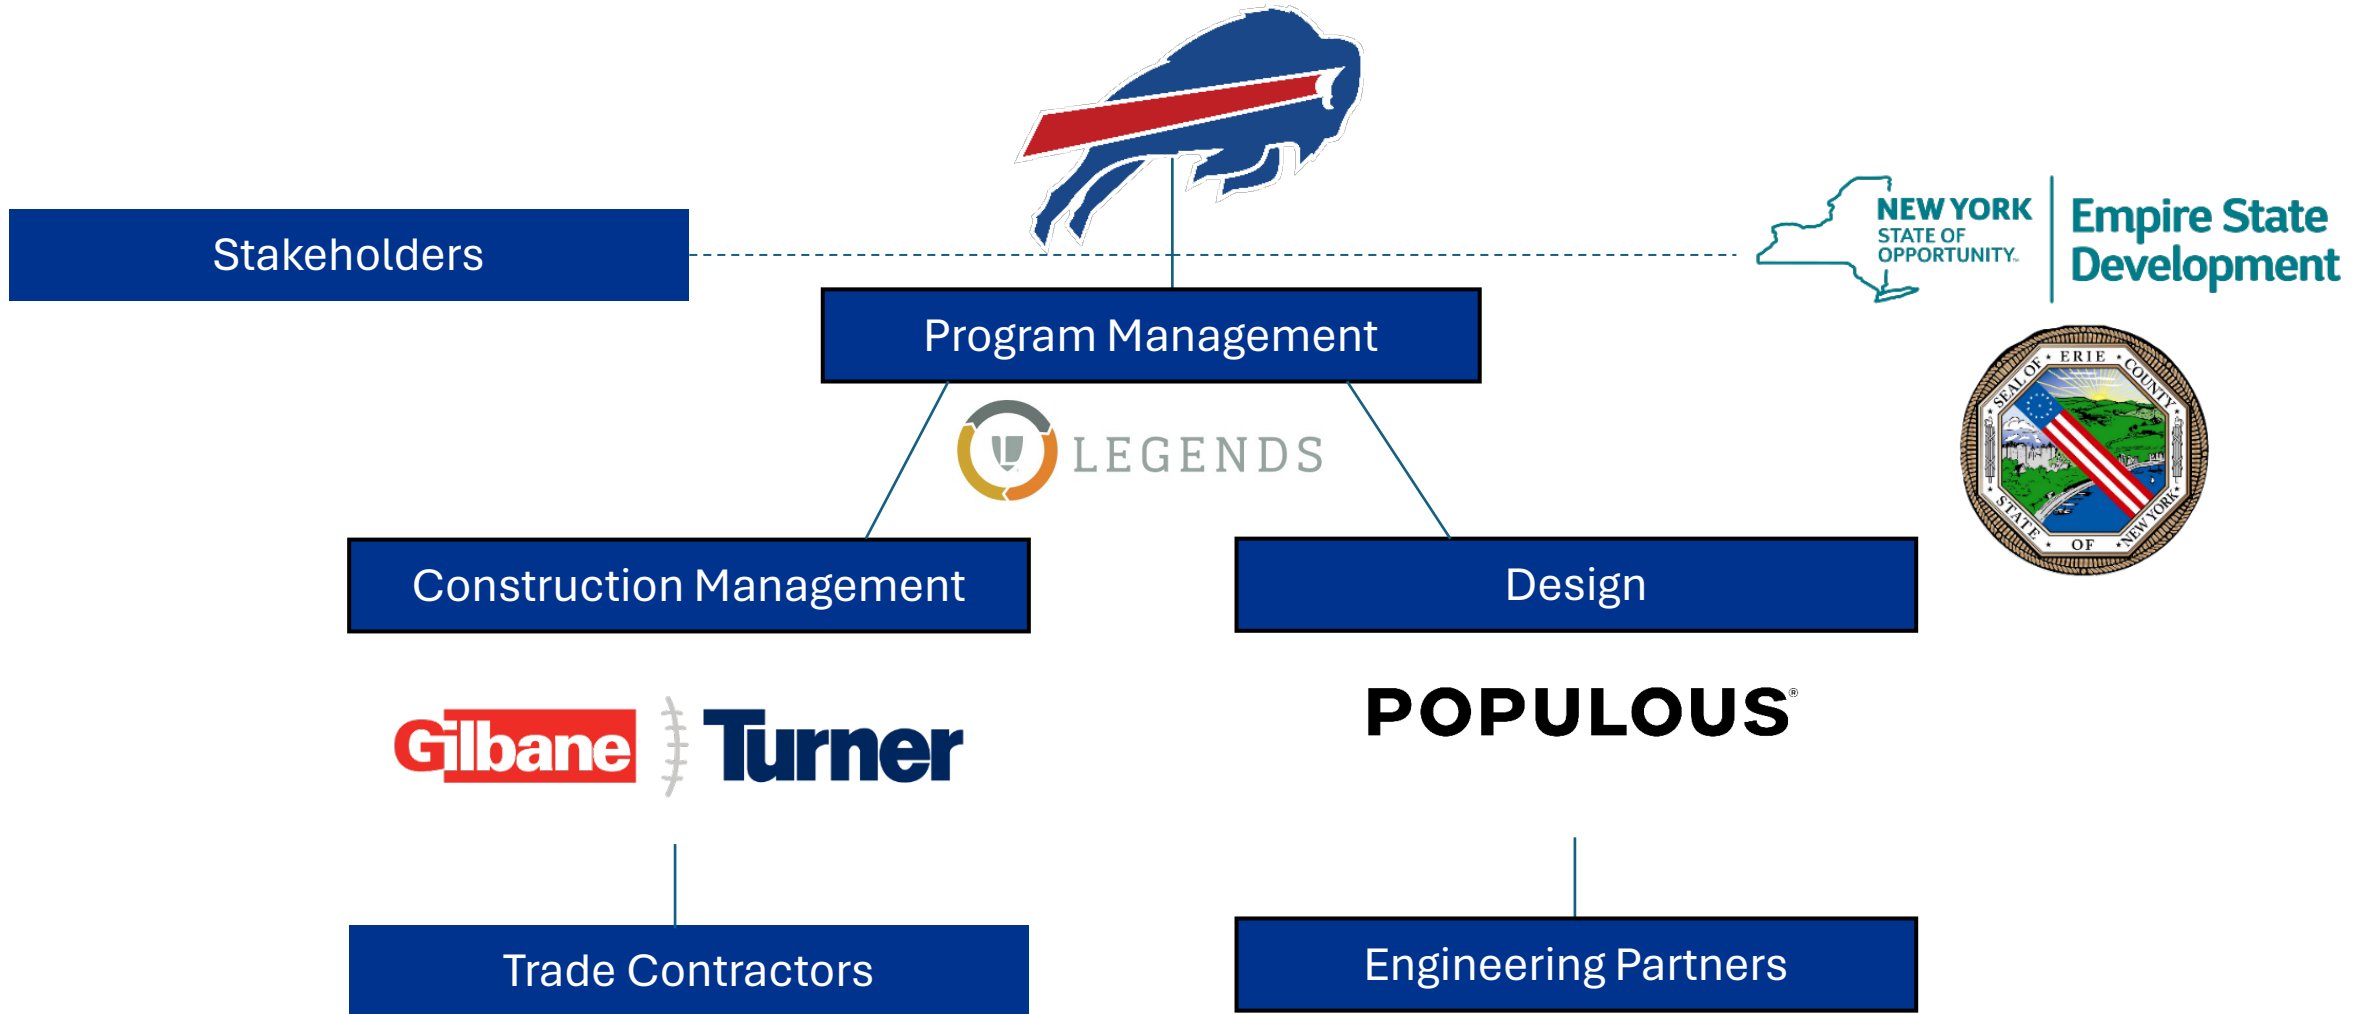 Stakeholders
NEW YORK
STATE OF
OPPORTUNITY™
Empire State
Development
Program Management
LEGENDS
SEAL OF ERIE COUNTY
STATE OF NEW YORK
Construction Management
Design
Gilbane Turner
POPULOUS®
Trade Contractors
Engineering Partners